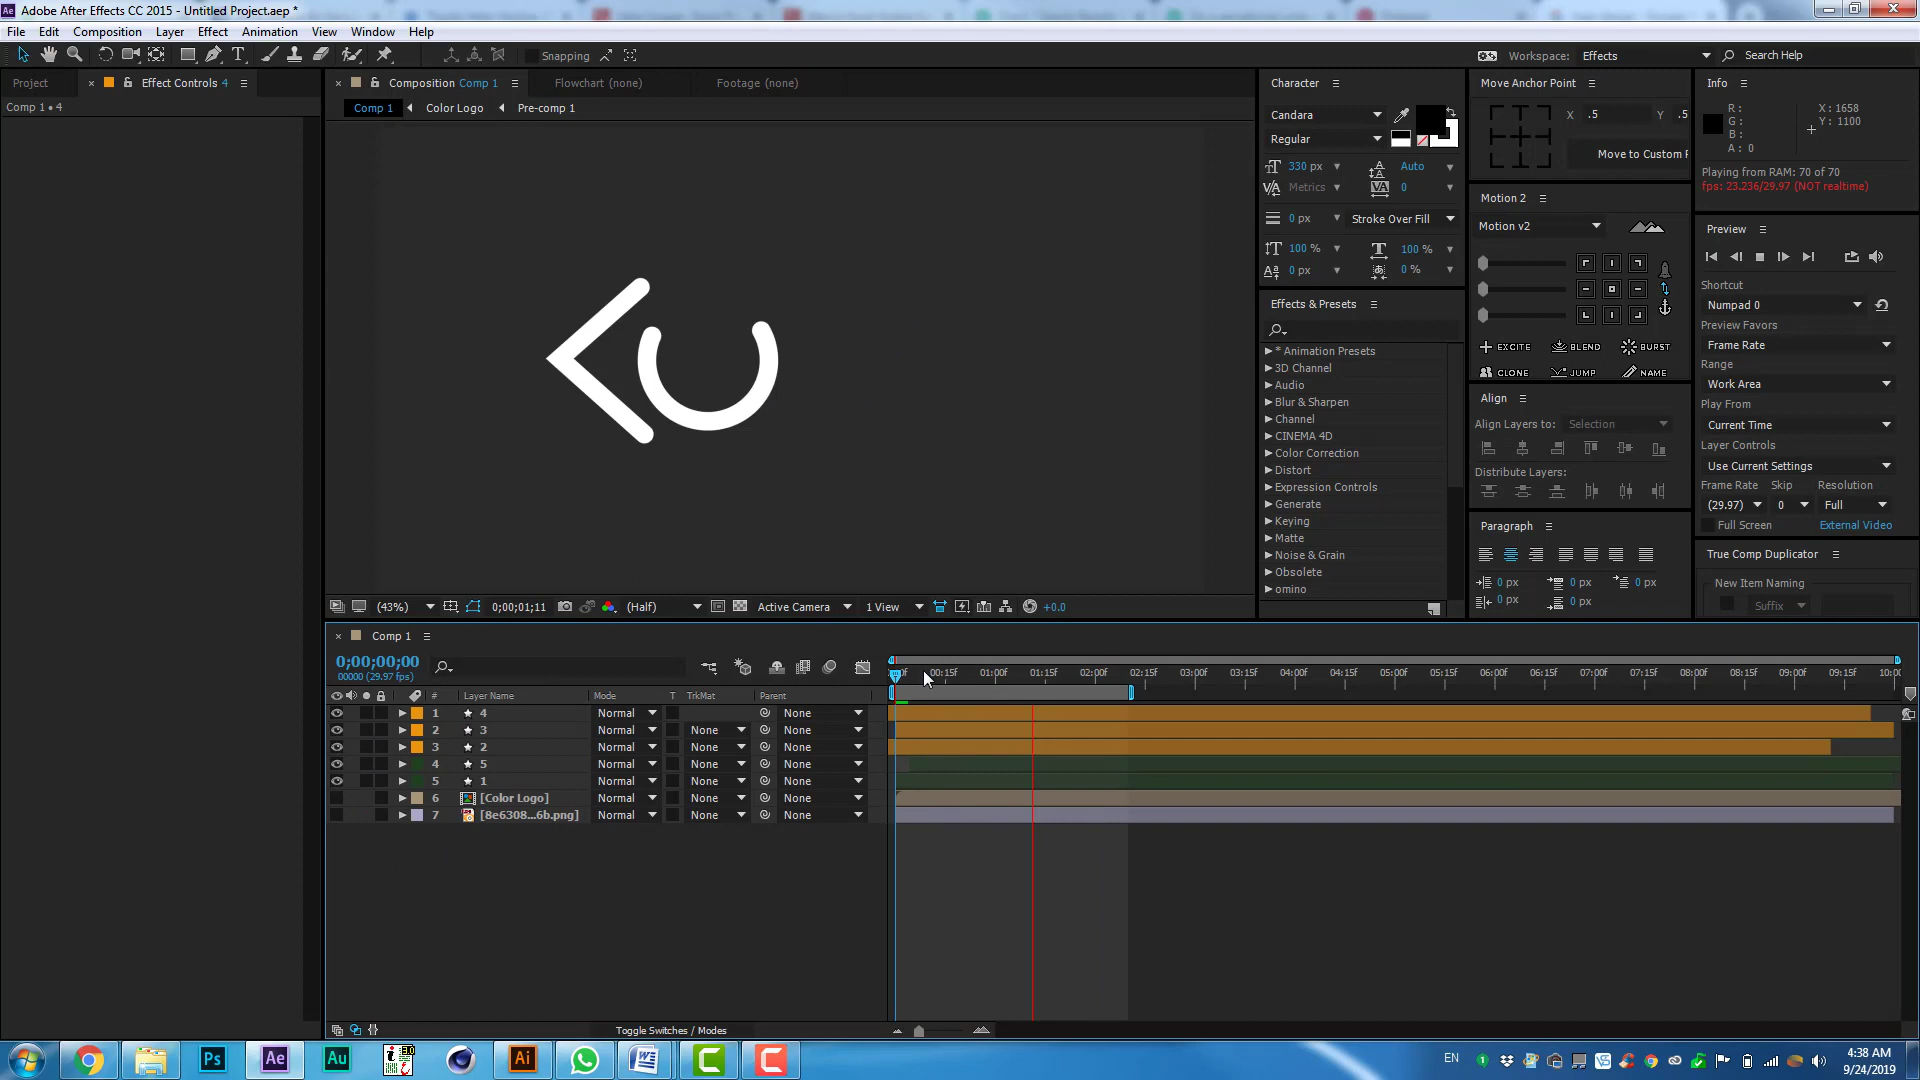 Adobe After Effects CC 2015 - Untitled Project.aep *
File Edit Composition Layer Effect Animation View Window Help
Snapping
Workspace: Effects
Search Help
Project
Effect Controls 4
Comp 1 • 4
Composition Comp 1
Flowchart (none)
Footage (none)
Comp 1
Color Logo
Pre-comp 1
(43%)
0;00;01;11
(Half)
Active Camera
1 View
+0.0
Character
Candara
Regular
330 px
Auto
Metrics
0
0 px
Stroke Over Fill
100 %
100 %
0 px
0 %
Effects & Presets
* Animation Presets
3D Channel
Audio
Blur & Sharpen
Channel
CINEMA 4D
Color Correction
Distort
Expression Controls
Generate
Keying
Matte
Noise & Grain
Obsolete
omino
Move Anchor Point
X .5 Y .5
Move to Custom P
Motion 2
Motion v2
EXCITE BLEND BURST
CLONE JUMP NAME
Align
Align Layers to: Selection
Distribute Layers:
Paragraph
0 px 0 px 0 px
0 px 0 px
Info
R :
G :
B :
A : 0
X : 1658
Y : 1100
Playing from RAM: 70 of 70
fps: 23.236/29.97 (NOT realtime)
Preview
Shortcut
Numpad 0
Preview Favors
Frame Rate
Range
Work Area
Play From
Current Time
Layer Controls
Use Current Settings
Frame Rate Skip Resolution
(29.97) 0 Full
Full Screen External Video
True Comp Duplicator
New Item Naming
Suffix
Comp 1
0;00;00;00
00000 (29.97 fps)
00:15f 01:00f 01:15f 02:00f 02:15f 03:00f 03:15f 04:00f 04:15f 05:00f 05:15f 06:00f 06:15f 07:00f 07:15f 08:00f 08:15f 09:00f 09:15f 10:00
# Layer Name Mode T TrkMat Parent
1 4 Normal None
2 3 Normal None None
3 2 Normal None None
4 5 Normal None None
5 1 Normal None None
6 [Color Logo] Normal None None
7 [8e6308...6b.png] Normal None None
Toggle Switches / Modes
Ps
Ae
Au
Ai
EN
4:38 AM
9/24/2019